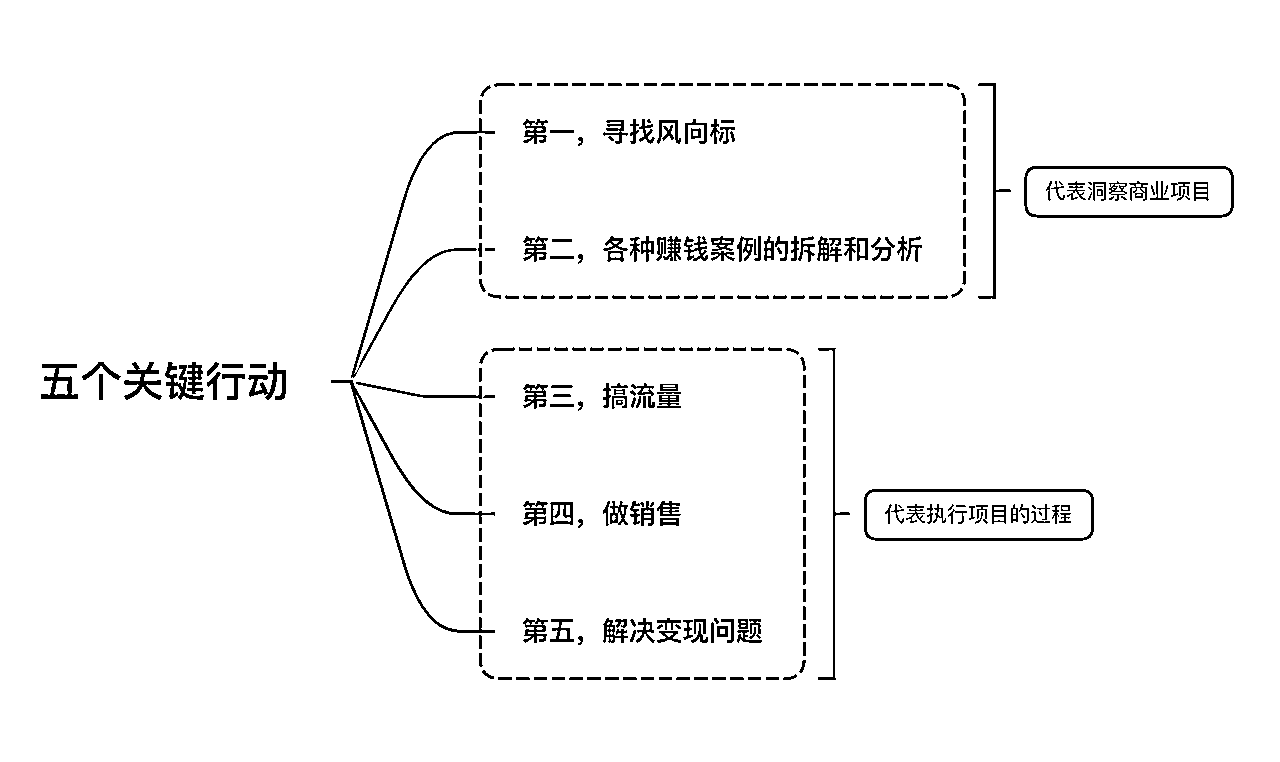 五个关键行动
第一，寻找风向标
第二，各种赚钱案例的拆解和分析
代表洞察商业项目
第三，搞流量
第四，做销售
第五，解决变现问题
代表执行项目的过程